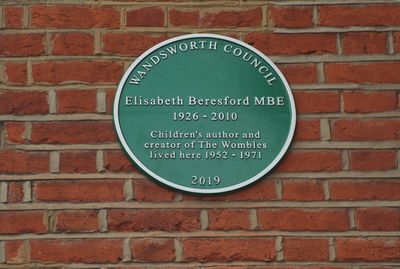 WANDSWORTH COUNCIL
Elisabeth Beresford MBE
1926 - 2010
Children's author and
creator of The Wombles
lived here 1952 - 1971
2019